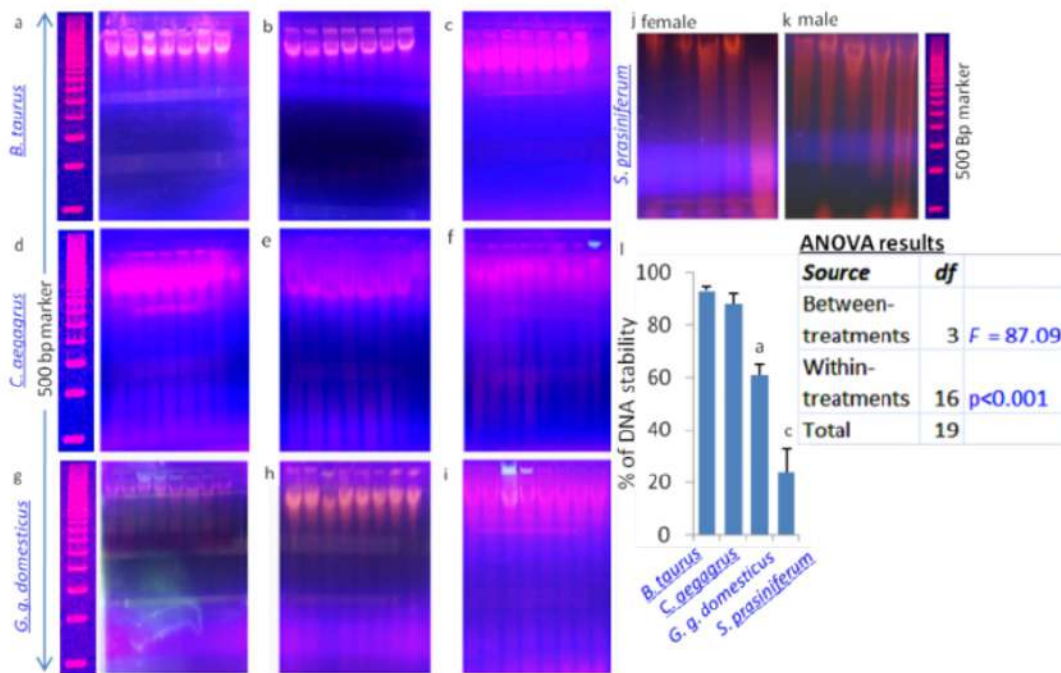 a
b
c
j female
k male
B. taurus
S. prasiniferum
500 Bp marker
d
e
f
C aegagrus
500 bp marker
g
h
i
G. g. domesticus
l
% of DNA stability
100
80
60
40
20
0
a
c
B. taurus
C aegagrus
G. g. domesticus
S. prasiniferum
ANOVA results
Source df
Between-
treatments 3 F = 87.09
Within-
treatments 16 p<0.001
Total 19